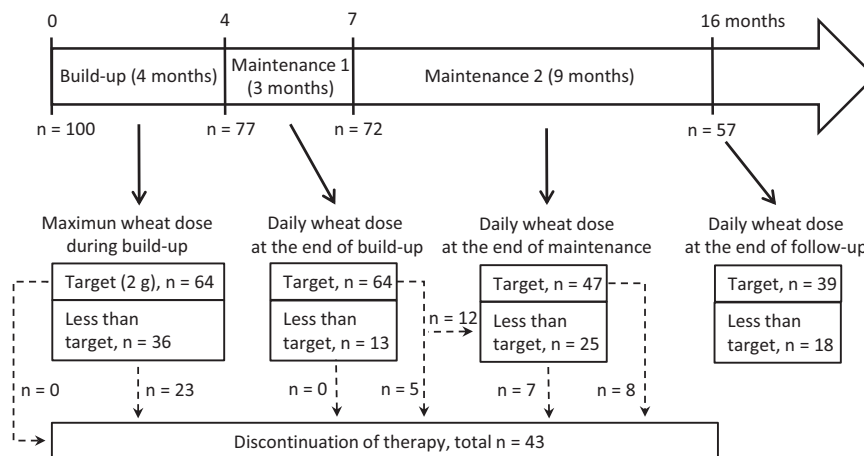 0
4
7
16 months
Build-up (4 months)
Maintenance 1
(3 months)
Maintenance 2 (9 months)
n = 100
n = 77
n = 72
n = 57
Maximun wheat dose
during build-up
Daily wheat dose
at the end of build-up
Daily wheat dose
at the end of maintenance
Daily wheat dose
at the end of follow-up
Target (2 g), n = 64
Less than
target, n = 36
Target, n = 64
Less than
target, n = 13
n = 12
Target, n = 47
Less than
target, n = 25
Target, n = 39
Less than
target, n = 18
n = 0
n = 23
n = 0
n = 5
n = 7
n = 8
Discontinuation of therapy, total n = 43